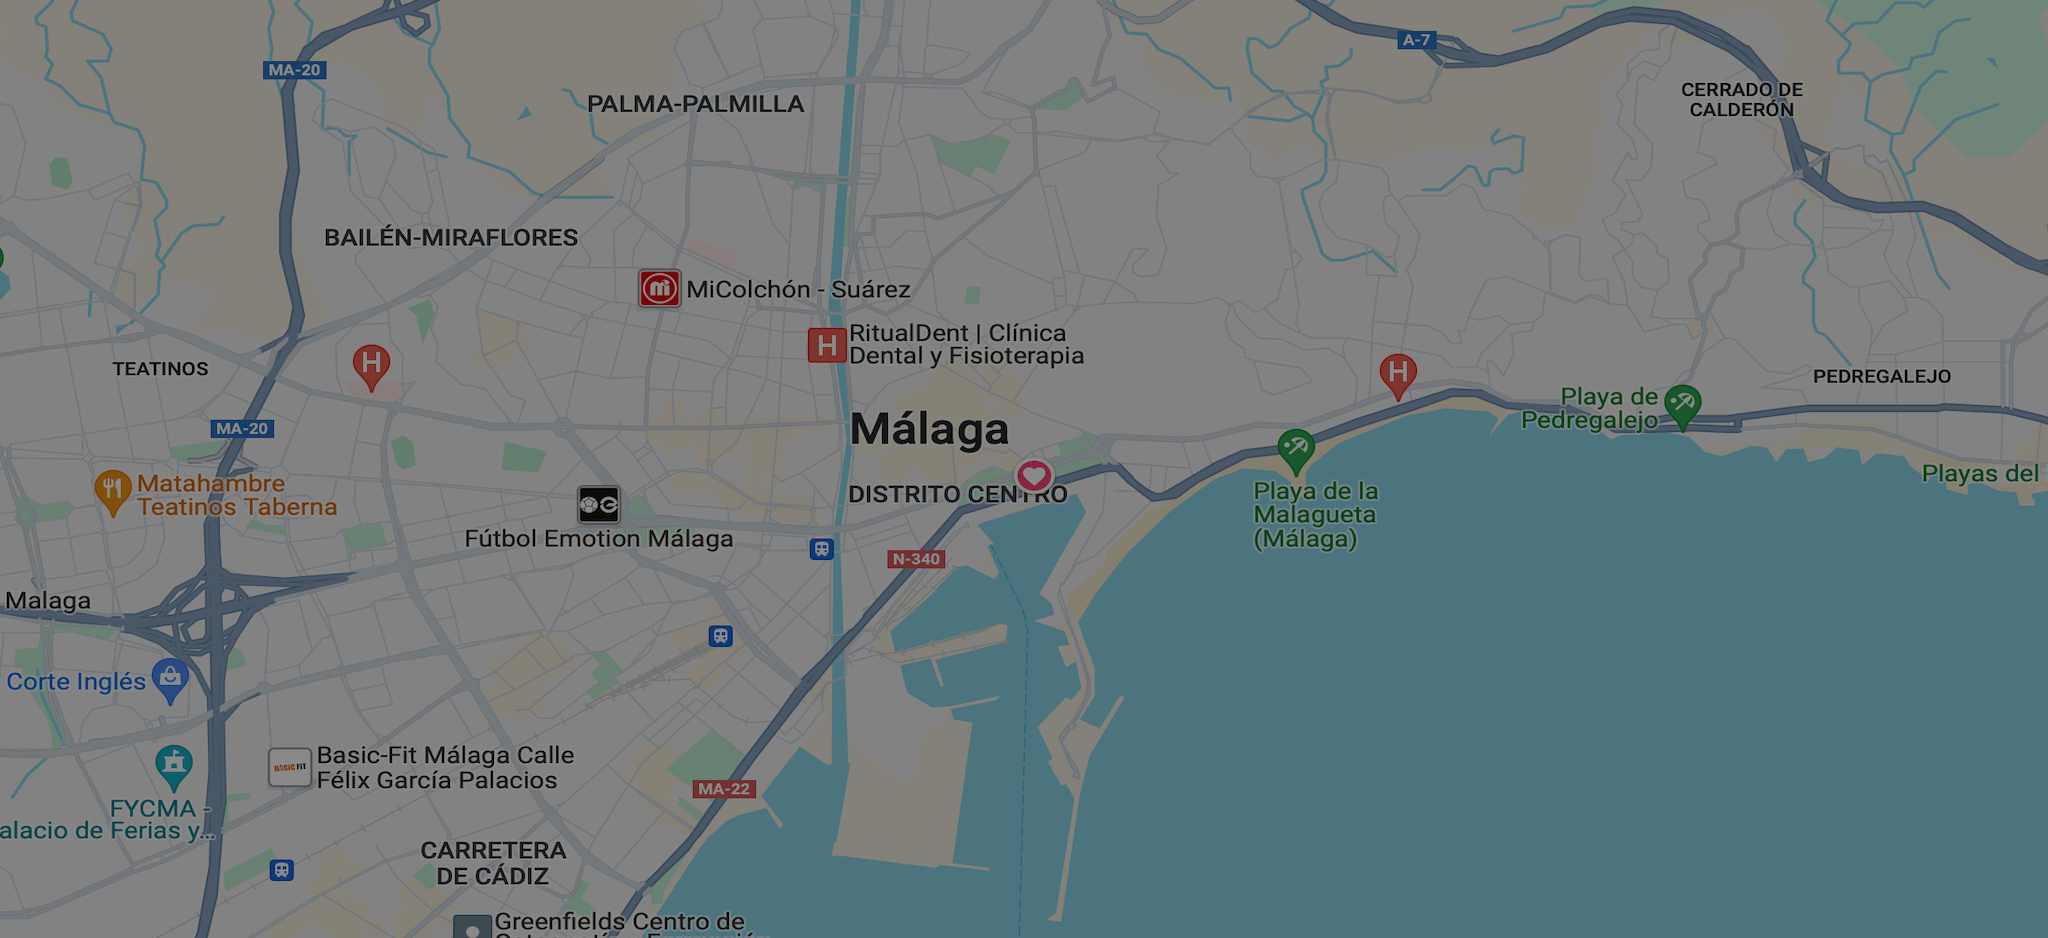 A-7
MA-20
CERRADO DE
CALDERÓN
PALMA-PALMILLA
BAILÉN-MIRAFLORES
MiColchón - Suárez
RitualDent | Clínica
Dental y Fisioterapia
TEATINOS
H
H
H
PEDREGALEJO
Playa de
Pedregalejo
MA-20
Málaga
Playas del
Matahambre
Teatinos Taberna
DISTRITO CENTRO
Playa de la
Malagueta
(Málaga)
Fútbol Emotion Málaga
N-340
Malaga
Corte Inglés
Basic-Fit Málaga Calle
Félix García Palacios
BASIC FIT
MA-22
FYCMA -
alacio de Ferias y...
CARRETERA
DE CÁDIZ
Greenfields Centro de